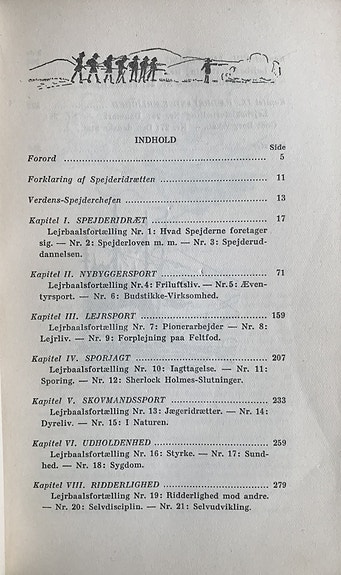 INDHOLD
Side
Forord ............................................................ 5
Forklaring af Spejderidrætten ................................ 11
Verdens-Spejderchefen .......................................... 13
Kapitel I. SPEJDERIDRÆT .................................. 17
Lejrbaalsfortælling Nr. 1: Hvad Spejderne foretager
sig. — Nr. 2: Spejderloven m. m. — Nr. 3: Spejderud-
dannelsen.
Kapitel II. NYBYGGERSPORT .................................. 71
Lejrbaalsfortælling Nr. 4: Friluftsliv. — Nr. 5: Æven-
tyrsport. — Nr. 6: Budstikke-Virksomhed.
Kapitel III. LEJRSPORT ...................................... 159
Lejrbaalsfortælling Nr. 7: Pionerarbejder — Nr. 8:
Lejrliv. — Nr. 9: Forplejning paa Feltfod.
Kapitel IV. SPORJAGT ........................................ 207
Lejrbaalsfortælling Nr. 10: Iagttagelse. — Nr. 11:
Sporing. — Nr. 12: Sherlock Holmes-Slutninger.
Kapitel V. SKOVMANDSSPORT ................................ 233
Lejrbaalsfortælling Nr. 13: Jægeridrætter. — Nr. 14:
Dyreliv. — Nr. 15: I Naturen.
Kapitel VI. UDHOLDENHED .................................. 259
Lejrbaalsfortælling Nr. 16: Styrke. — Nr. 17: Sund-
hed. — Nr. 18: Sygdom.
Kapitel VIII. RIDDERLIGHED ................................ 279
Lejrbaalsfortælling Nr. 19: Ridderlighed mod andre.
— Nr. 20: Selvdisciplin. — Nr. 21: Selvudvikling.